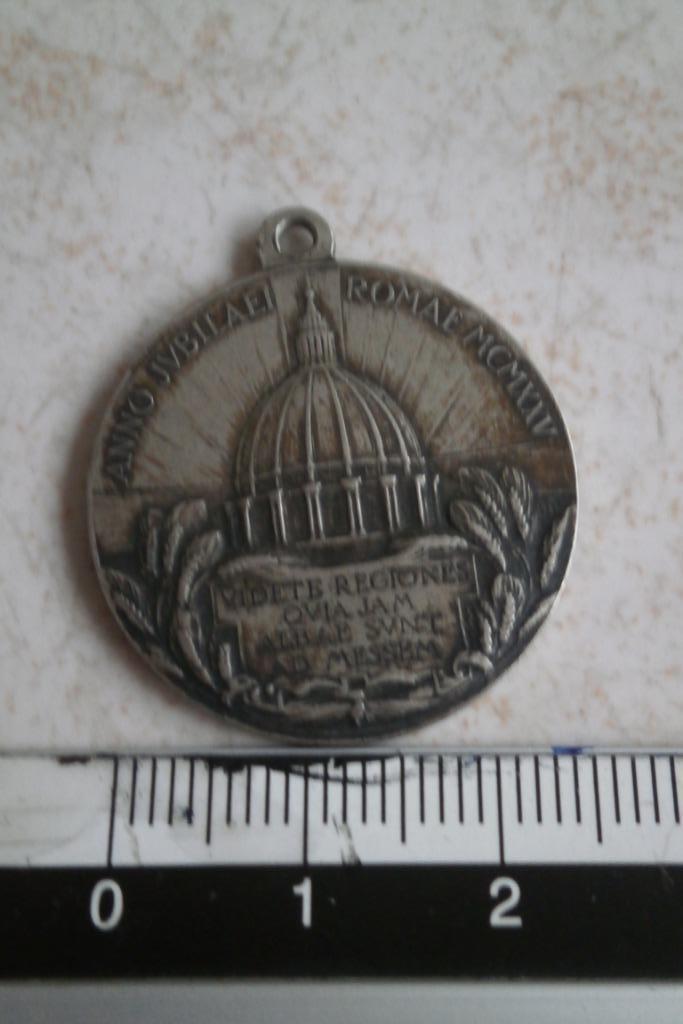 ANNO JVBILAEI ROMAE MCMXXV
VIDETE REGIONES
QVIA JAM
ALBAE SVNT
AD MESSEM
0 1 2